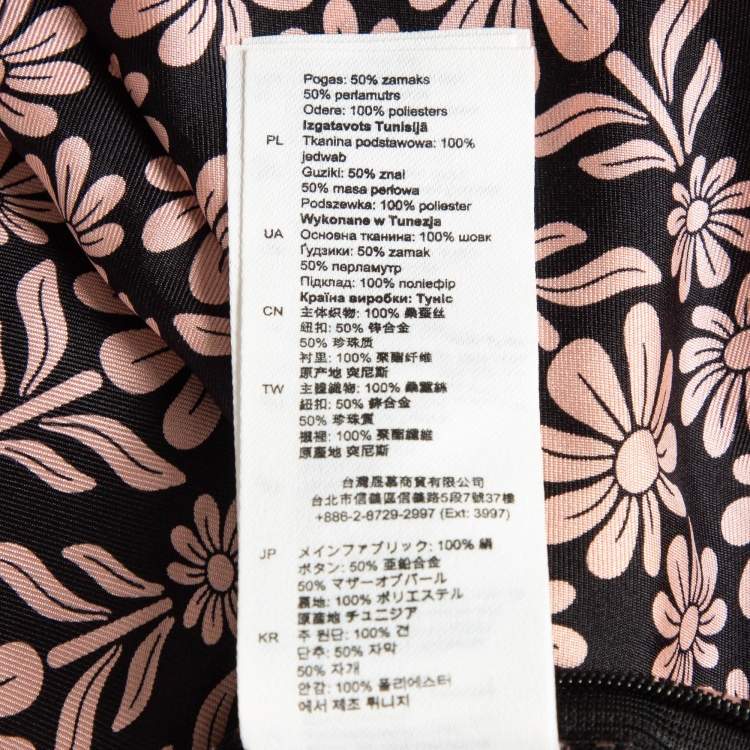 Pogas: 50% zamaks
50% perlamutrs
Odere: 100% poliesters
Izgatavots Tunisijā
PL Tkanina podstawowa: 100%
jedwab
Guziki: 50% znal
50% masa perłowa
Podszewka: 100% poliester
Wykonane w Tunezja
UA Основна тканина: 100% шовк
Ґудзики: 50% zamak
50% перламутр
Підклад: 100% поліефір
Країна виробки: Туніс
CN 主体织物: 100% 桑蚕丝
纽扣: 50% 锌合金
50% 珍珠质
衬里: 100% 聚酯纤维
原产地 突尼斯
TW 主體織物: 100% 桑蠶絲
鈕扣: 50% 鋅合金
50% 珍珠質
襯裡: 100% 聚酯纖維
原產地 突尼斯
台灣晟慕商貿有限公司
台北市信義區信義路5段7號37樓
+886-2-8729-2997 (Ext: 3997)
JP メインファブリック: 100% 絹
ボタン: 50% 亜鉛合金
50% マザーオブパール
裏地: 100% ポリエステル
原産地 チュニジア
KR 주 원단: 100% 견
단추: 50% 자막
50% 자개
안감: 100% 폴리에스터
에서 제조 튀니지